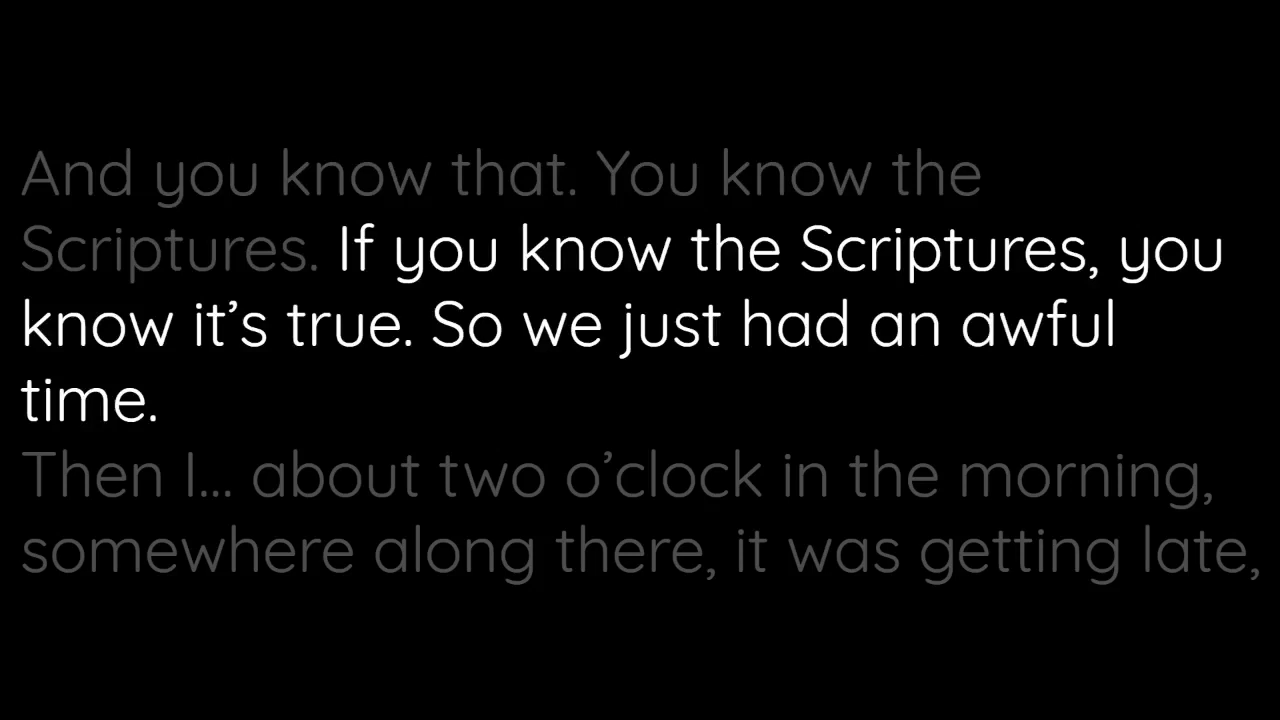 And you know that. You know the
Scriptures. If you know the Scriptures, you
know it’s true. So we just had an awful
time.
Then I... about two o’clock in the morning,
somewhere along there, it was getting late,